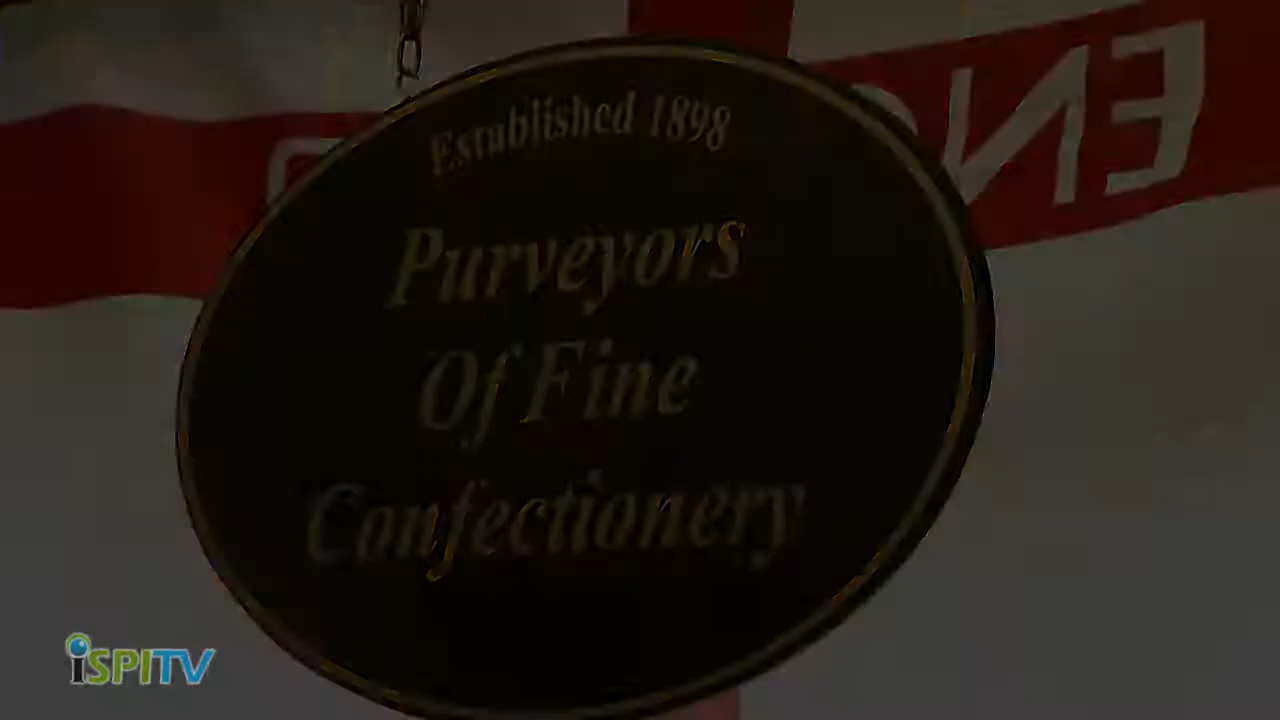 Established 1898
Purveyors
Of Fine
Confectionery
iSPITV